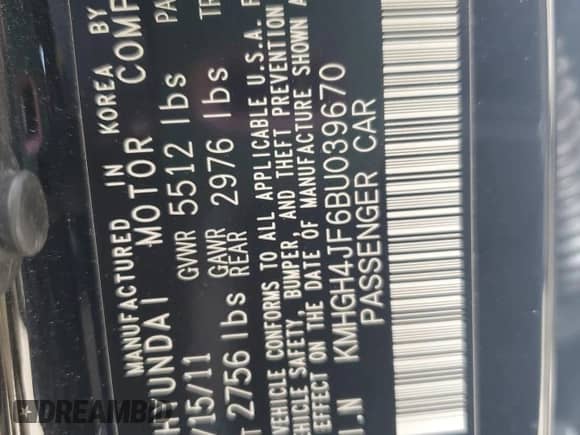 MANUFACTURED IN KOREA BY
HYUNDAI MOTOR COMP
/15/11 GVWR 5512 lbs PA
GAWR
2756 lbs REAR 2976 lbs TR
VEHICLE CONFORMS TO ALL APPLICABLE U.S.A. F
VEHICLE SAFETY, BUMPER, AND THEFT PREVENTION
EFFECT ON THE DATE OF MANUFACTURE SHOWN A
I.N KMHGH4JF6BU039670
PASSENGER CAR
DREAMBID